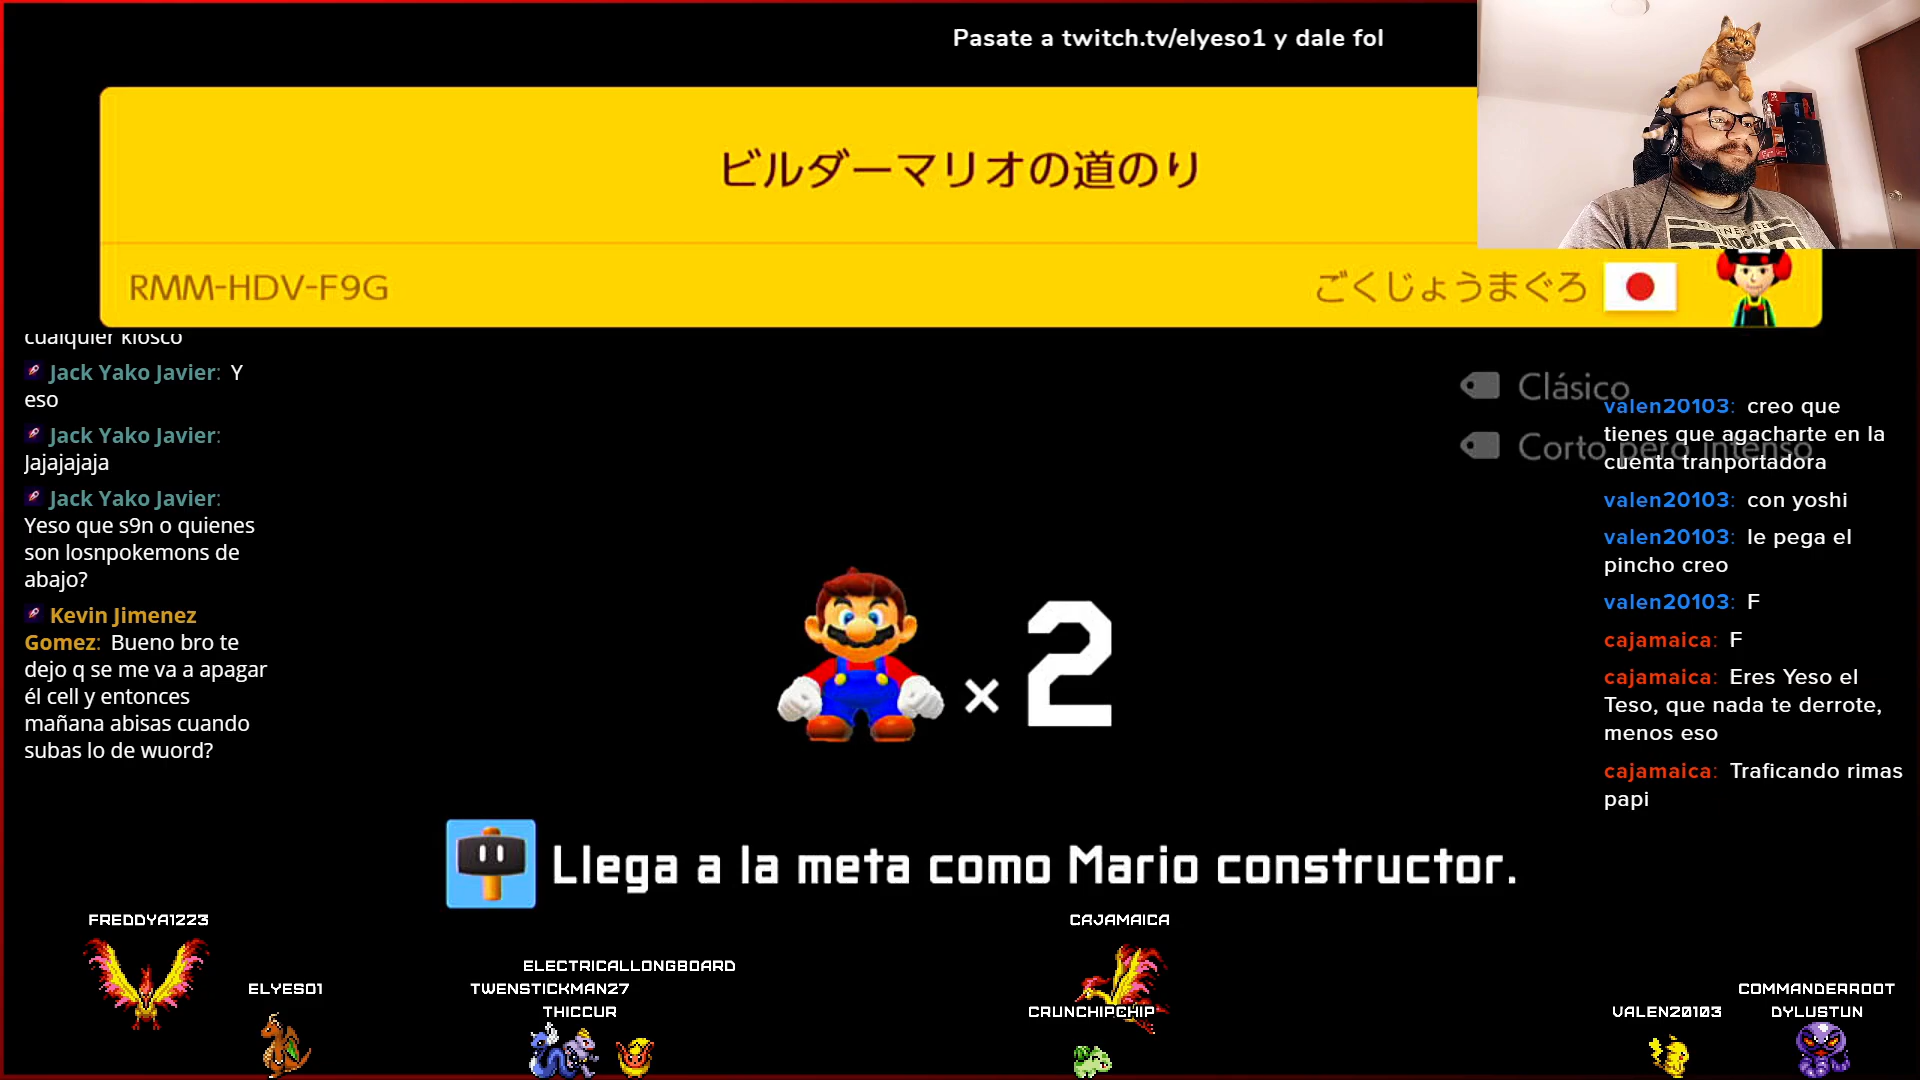 Pasate a twitch.tv/elyeso1 y dale fol
ビルダーマリオの道のり
RMM-HDV-F9G
ごくじょうまぐろ
cualquier kiosco
Jack Yako Javier: Y
eso
Jack Yako Javier:
Jajajajaja
Jack Yako Javier:
Yeso que s9n o quienes
son losnpokemons de
abajo?
Kevin Jimenez
Gomez: Bueno bro te
dejo q se me va a apagar
él cell y entonces
mañana abisas cuando
subas lo de wuord?
Clásico
Corto pero intenso
valen20103: creo que
tienes que agacharte en la
cuenta tranportadora
valen20103: con yoshi
valen20103: le pega el
pincho creo
valen20103: F
cajamaica: F
cajamaica: Eres Yeso el
Teso, que nada te derrote,
menos eso
cajamaica: Traficando rimas
papi
× 2
Llega a la meta como Mario constructor.
FREDDYA1223
ELYESO1
ELECTRICALLONGBOARD
TWENSTICKMAN27
THICCUR
CAJAMAICA
CRUNCHIPCHIP
VALEN20103
COMMANDERROOT
DYLUSTUN